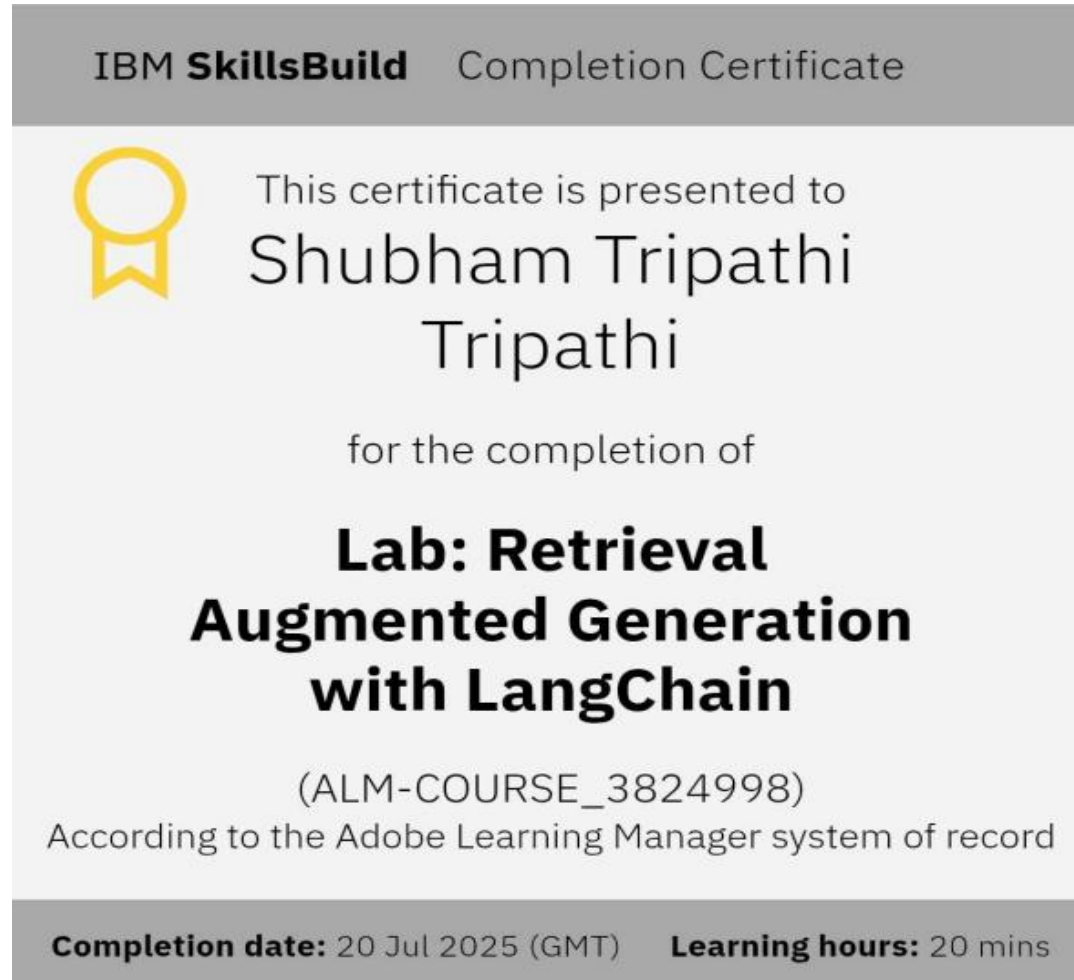 IBM SkillsBuild Completion Certificate
This certificate is presented to
Shubham Tripathi
Tripathi
for the completion of
Lab: Retrieval
Augmented Generation
with LangChain
(ALM-COURSE_3824998)
According to the Adobe Learning Manager system of record
Completion date: 20 Jul 2025 (GMT) Learning hours: 20 mins